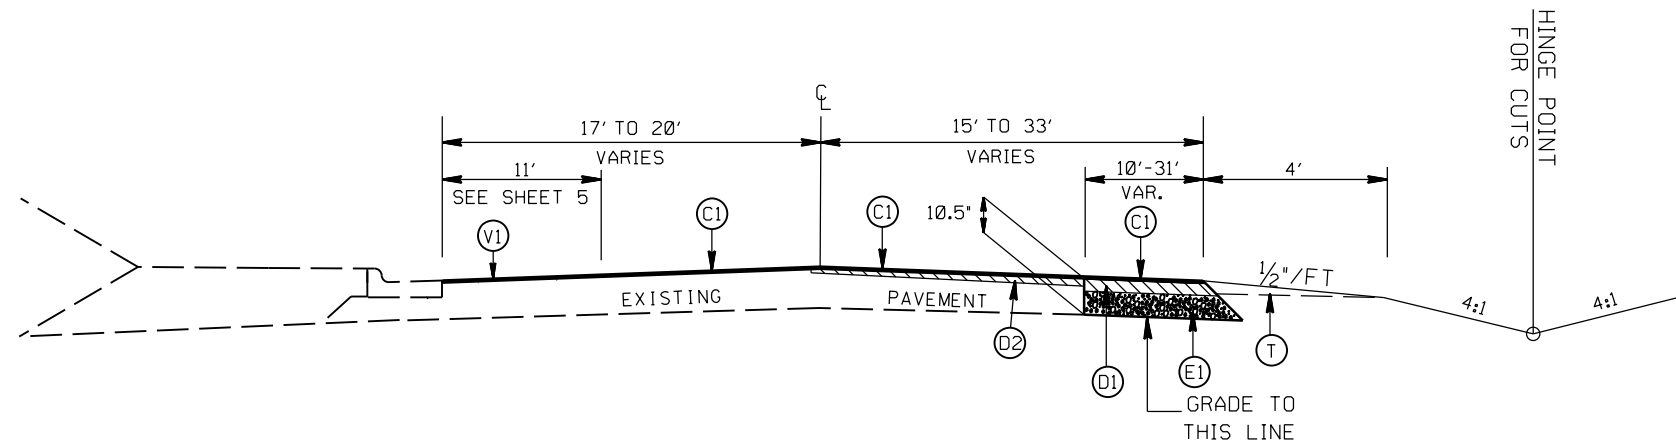 HINGE POINT
FOR CUTS
℄
17' TO 20'
VARIES
15' TO 33'
VARIES
11'
SEE SHEET 5
10'-31'
VAR.
4'
10.5"
V1
C1
C1
C1
1/2"/FT
EXISTING
PAVEMENT
4:1
4:1
D2
D1
E1
T
GRADE TO
THIS LINE